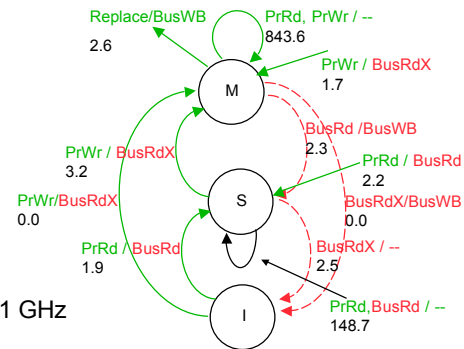 Replace/BusWB
2.6
PrRd, PrWr / --
843.6
PrWr / BusRdX
1.7
M
BusRd /BusWB
2.3
PrWr / BusRdX
3.2
PrRd / BusRd
2.2
PrWr/BusRdX
0.0
S
BusRdX/BusWB
0.0
PrRd / BusRd
1.9
BusRdX / --
2.5
1 GHz
I
PrRd,BusRd / --
148.7